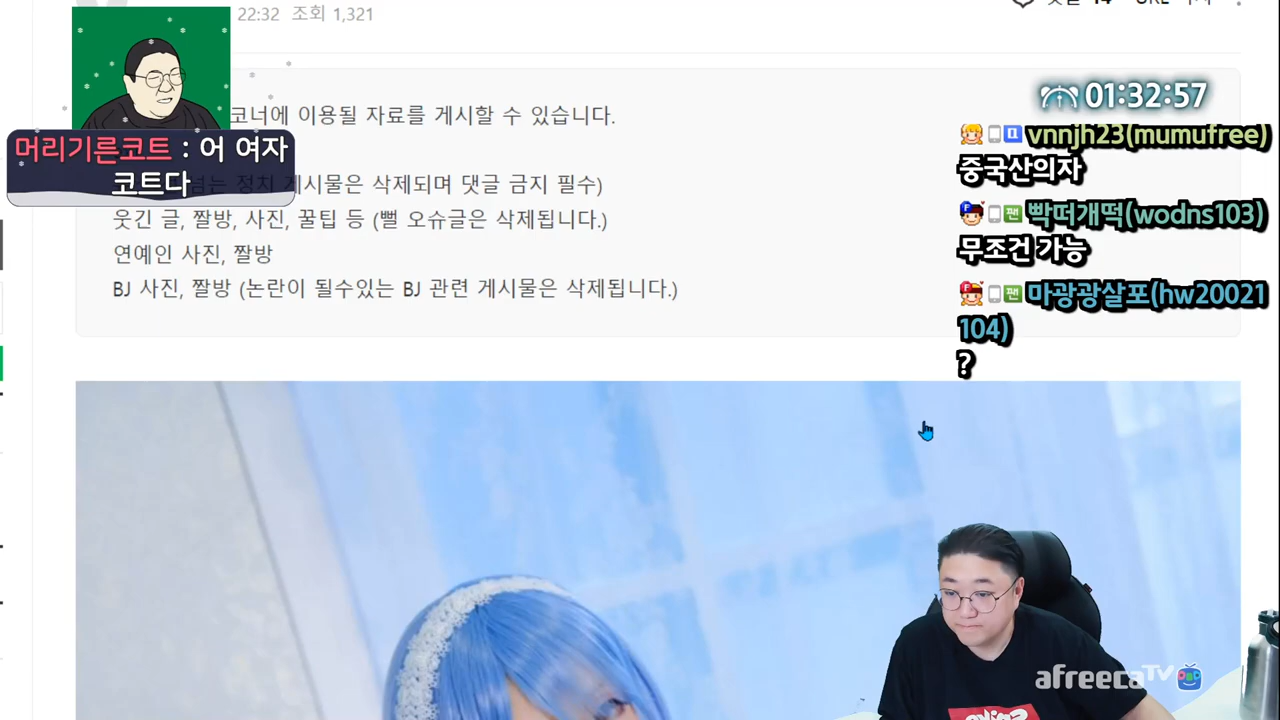 22:32 조회 1,321
코너에 이용될 자료를 게시할 수 있습니다.
머리기른코트 : 어 여자
코트다
넘는 정치 게시물은 삭제되며 댓글 금지 필수)
웃긴 글, 짤방, 사진, 꿀팁 등 (뻘 오슈글은 삭제됩니다.)
연예인 사진, 짤방
BJ 사진, 짤방 (논란이 될수있는 BJ 관련 게시물은 삭제됩니다.)
01:32:57
vnnjh23(mumufree)
중국산의자
빡떠개떡(wodns103)
무조건 가능
마광광살포(hw20021
104)
?
afreecaTV